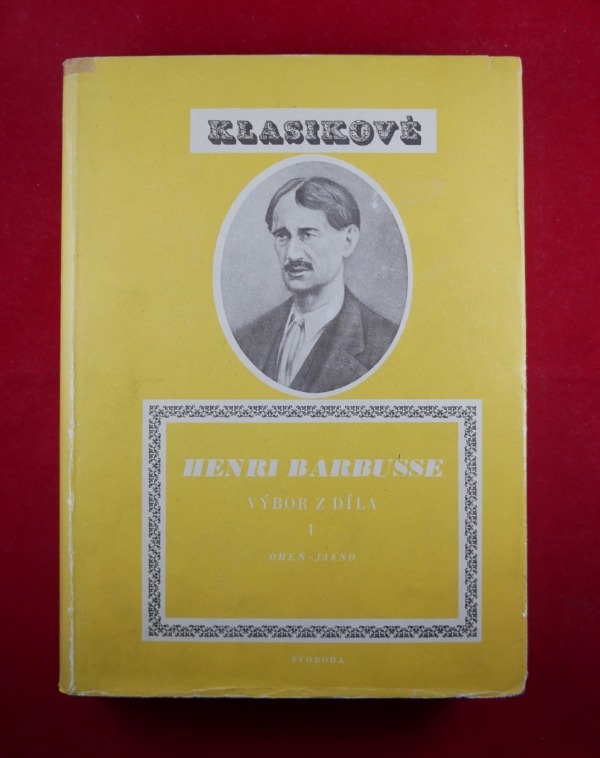 KLASIKOVÉ
HENRI BARBUSSE
VÝBOR Z DÍLA
I
OHEŇ - JASNO
SVOBODA